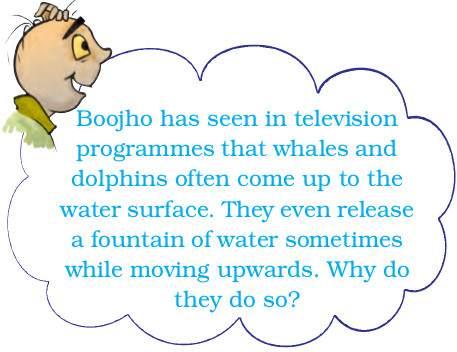 Boojho has seen in television
programmes that whales and
dolphins often come up to the
water surface. They even release
a fountain of water sometimes
while moving upwards. Why do
they do so?